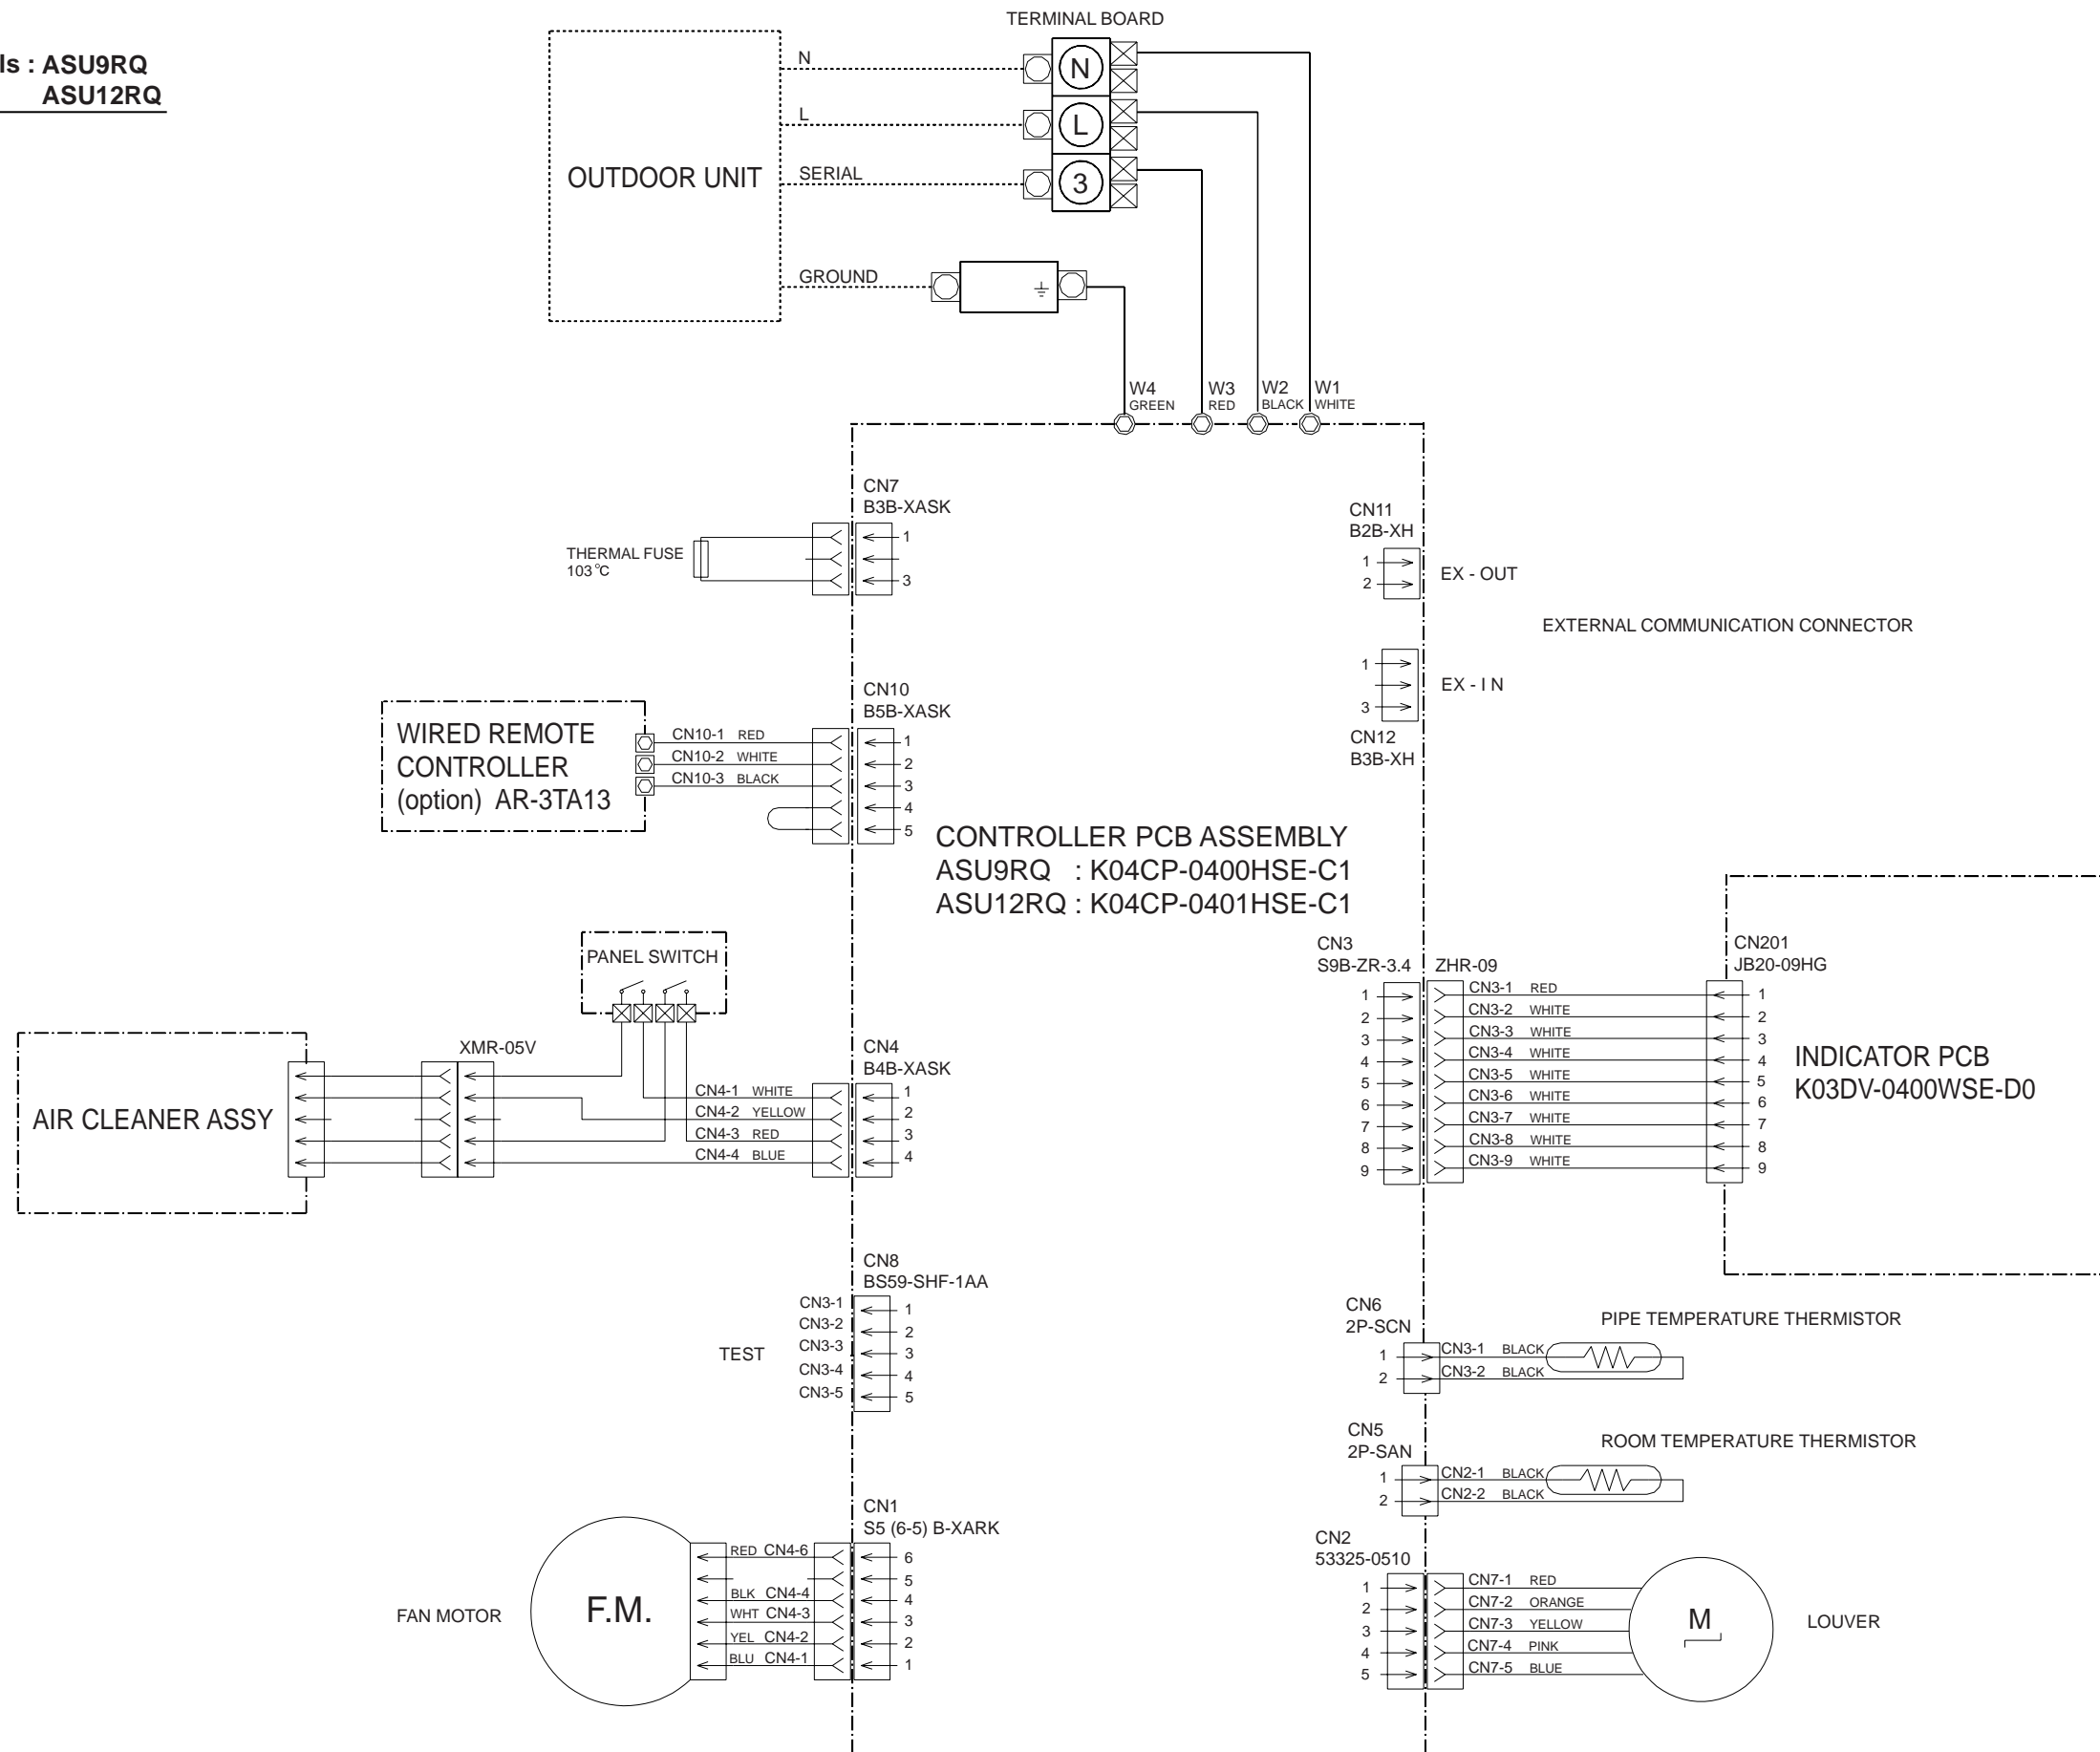 ls : ASU9RQ
ASU12RQ
TERMINAL BOARD
N
N
L
L
OUTDOOR UNIT
SERIAL
3
GROUND
W4
GREEN
W3
RED
W2
BLACK
W1
WHITE
CN7
B3B-XASK
THERMAL FUSE
103°C
1
3
CN11
B2B-XH
1
2
EX - OUT
EXTERNAL COMMUNICATION CONNECTOR
1
3
EX - I N
CN12
B3B-XH
CN10
B5B-XASK
WIRED REMOTE
CONTROLLER
(option) AR-3TA13
CN10-1 RED
CN10-2 WHITE
CN10-3 BLACK
1
2
3
4
5
CONTROLLER PCB ASSEMBLY
ASU9RQ : K04CP-0400HSE-C1
ASU12RQ : K04CP-0401HSE-C1
PANEL SWITCH
AIR CLEANER ASSY
XMR-05V
CN4
B4B-XASK
CN4-1 WHITE 1
CN4-2 YELLOW 2
CN4-3 RED 3
CN4-4 BLUE 4
CN3
S9B-ZR-3.4
ZHR-09
CN201
JB20-09HG
1 CN3-1 RED 1
2 CN3-2 WHITE 2
3 CN3-3 WHITE 3
4 CN3-4 WHITE 4
5 CN3-5 WHITE 5
6 CN3-6 WHITE 6
7 CN3-7 WHITE 7
8 CN3-8 WHITE 8
9 CN3-9 WHITE 9
INDICATOR PCB
K03DV-0400WSE-D0
CN8
BS59-SHF-1AA
TEST
CN3-1 1
CN3-2 2
CN3-3 3
CN3-4 4
CN3-5 5
CN6
2P-SCN
PIPE TEMPERATURE THERMISTOR
1 CN3-1 BLACK
2 CN3-2 BLACK
CN5
2P-SAN
ROOM TEMPERATURE THERMISTOR
1 CN2-1 BLACK
2 CN2-2 BLACK
CN1
S5 (6-5) B-XARK
FAN MOTOR
F.M.
RED CN4-6 6
5
BLK CN4-4 4
WHT CN4-3 3
YEL CN4-2 2
BLU CN4-1 1
CN2
53325-0510
1 CN7-1 RED
2 CN7-2 ORANGE
3 CN7-3 YELLOW
4 CN7-4 PINK
5 CN7-5 BLUE
M
LOUVER